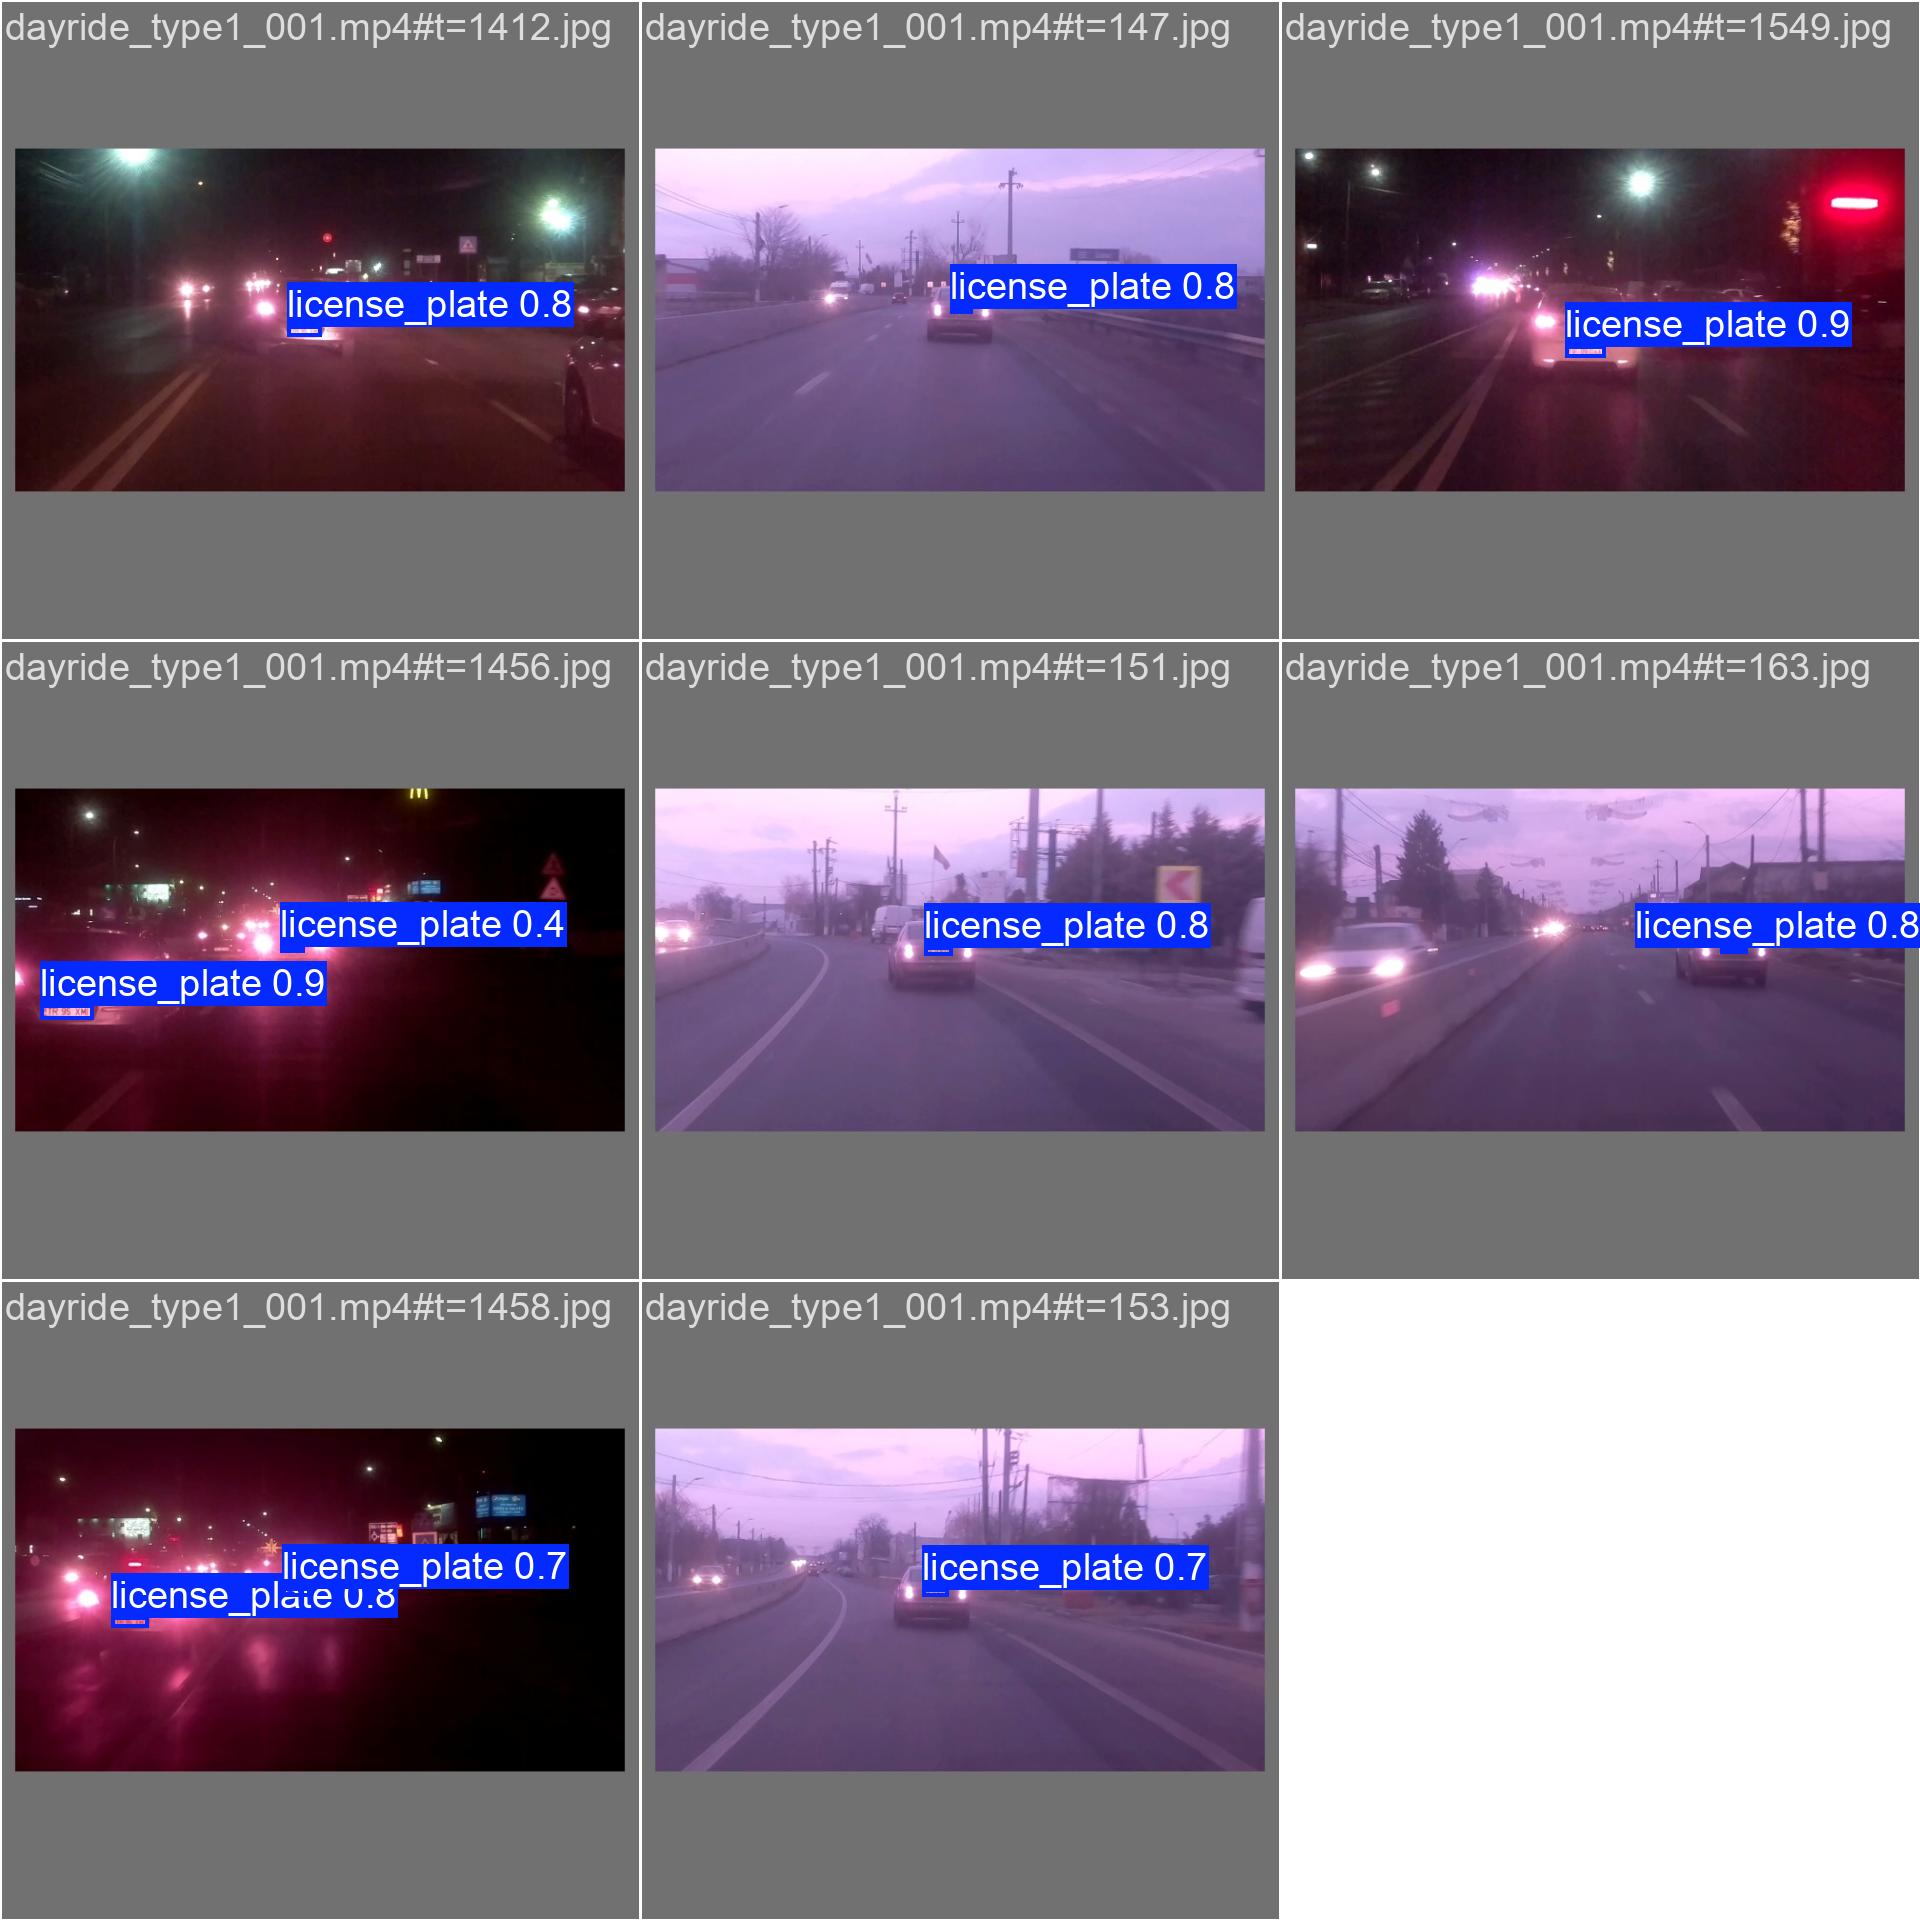 dayride_type1_001.mp4#t=1412.jpg
dayride_type1_001.mp4#t=147.jpg
dayride_type1_001.mp4#t=1549.jpg
license_plate 0.8
license_plate 0.8
license_plate 0.9
dayride_type1_001.mp4#t=1456.jpg
dayride_type1_001.mp4#t=151.jpg
dayride_type1_001.mp4#t=163.jpg
license_plate 0.4
license_plate 0.9
license_plate 0.8
license_plate 0.8
dayride_type1_001.mp4#t=1458.jpg
dayride_type1_001.mp4#t=153.jpg
license_plate 0.7
license_plate 0.8
license_plate 0.7